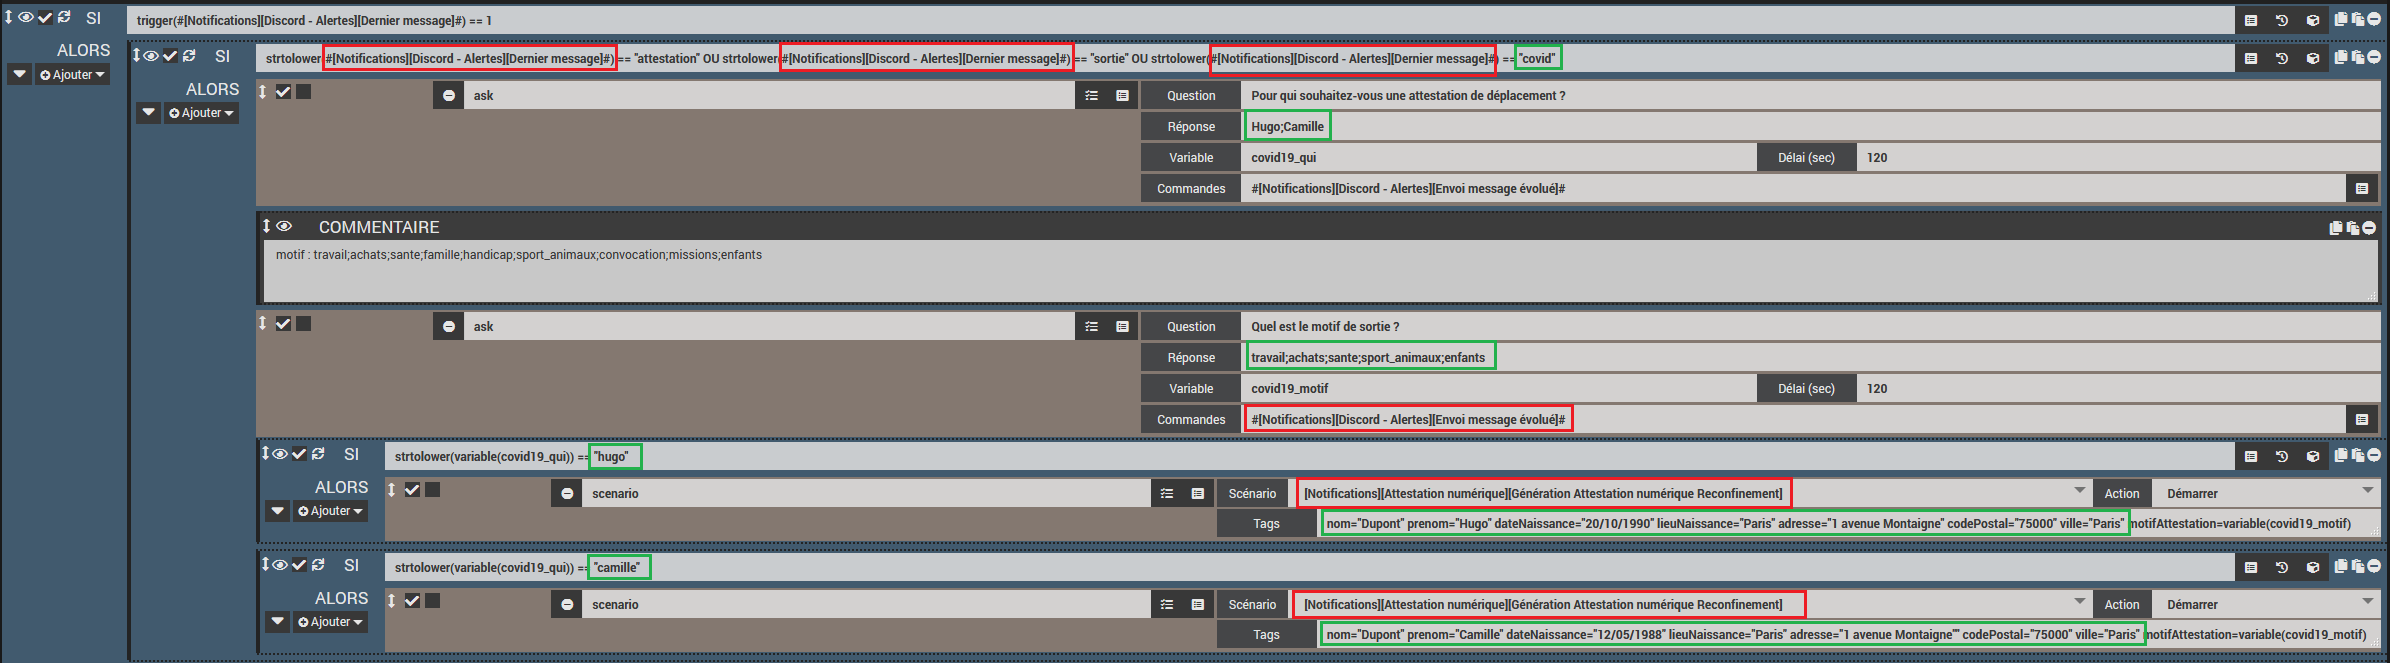 SI trigger(#[Notifications][Discord - Alertes][Dernier message]#) == 1
ALORS
Ajouter
SI strtolower(#[Notifications][Discord - Alertes][Dernier message]#) == "attestation" OU strtolower(#[Notifications][Discord - Alertes][Dernier message]#) == "sortie" OU strtolower(#[Notifications][Discord - Alertes][Dernier message]#) == "covid"
ALORS
Ajouter
ask
Question Pour qui souhaitez-vous une attestation de déplacement ?
Réponse Hugo;Camille
Variable covid19_qui Délai (sec) 120
Commandes #[Notifications][Discord - Alertes][Envoi message évolué]#
COMMENTAIRE
motif : travail;achats;sante;famille;handicap;sport_animaux;convocation;missions;enfants
ask
Question Quel est le motif de sortie ?
Réponse travail;achats;sante;sport_animaux;enfants
Variable covid19_motif Délai (sec) 120
Commandes #[Notifications][Discord - Alertes][Envoi message évolué]#
SI strtolower(variable(covid19_qui)) == "hugo"
ALORS
Ajouter
scenario Scénario [Notifications][Attestation numérique][Génération Attestation numérique Reconfinement] Action Démarrer
Tags nom="Dupont" prenom="Hugo" dateNaissance="20/10/1990" lieuNaissance="Paris" adresse="1 avenue Montaigne" codePostal="75000" ville="Paris" motifAttestation=variable(covid19_motif)
SI strtolower(variable(covid19_qui)) == "camille"
ALORS
Ajouter
scenario Scénario [Notifications][Attestation numérique][Génération Attestation numérique Reconfinement] Action Démarrer
Tags nom="Dupont" prenom="Camille" dateNaissance="12/05/1988" lieuNaissance="Paris" adresse="1 avenue Montaigne"" codePostal="75000" ville="Paris" motifAttestation=variable(covid19_motif)